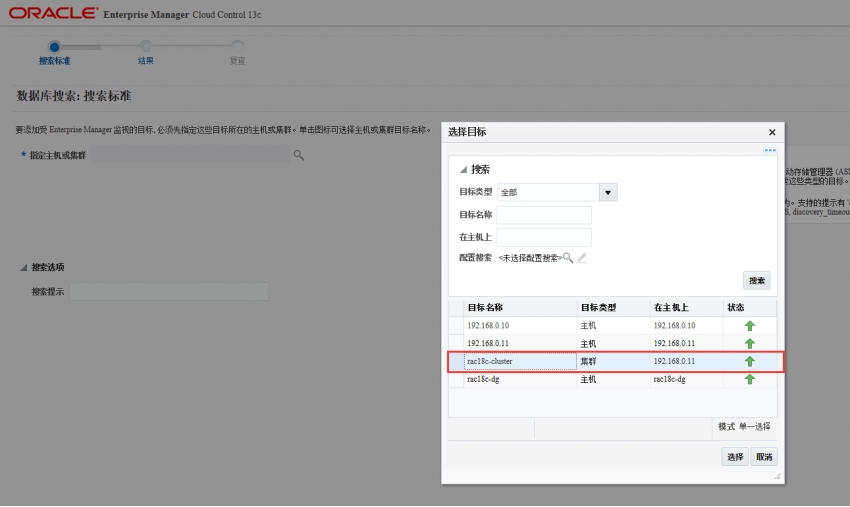 ORACLE Enterprise Manager Cloud Control 13c
搜索标准
结果
复查
数据库搜索: 搜索标准
要添加受 Enterprise Manager 监视的目标, 必须先指定这些目标所在的主机或集群。单击图标可选择主机或集群目标名称。
* 指定主机或集群
动存储管理器 (ASM
这些类型的目标。
支持的提示有
S, discovery_timeout
搜索选项
搜索提示
选择目标
搜索
目标类型 全部
目标名称
在主机上
配置搜索 <未选择配置搜索>
搜索
目标名称 目标类型 在主机上 状态
192.168.0.10 主机 192.168.0.10
192.168.0.11 主机 192.168.0.11
rac18c-cluster 集群 192.168.0.11
rac18c-dg 主机 rac18c-dg
模式 单一选择
选择 取消